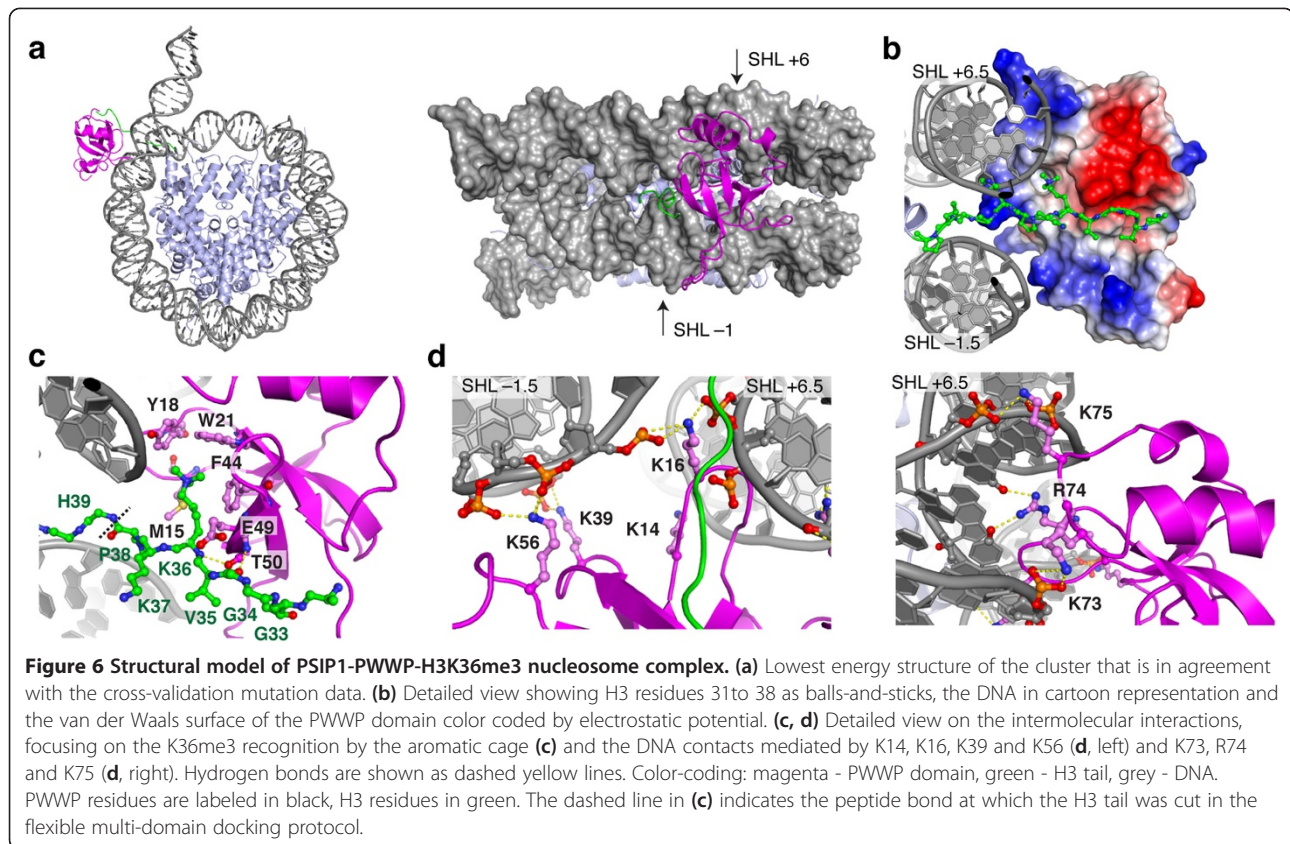 a
SHL +6
SHL –1
b
SHL +6.5
SHL –1.5
c
Y18
W21
F44
H39
M15
E49
P38
K36
T50
K37
V35
G34
G33
d
SHL –1.5
SHL +6.5
K16
K39
K14
K56
SHL +6.5
K75
R74
K73
Figure 6 Structural model of PSIP1-PWWP-H3K36me3 nucleosome complex. (a) Lowest energy structure of the cluster that is in agreement
with the cross-validation mutation data. (b) Detailed view showing H3 residues 31to 38 as balls-and-sticks, the DNA in cartoon representation and
the van der Waals surface of the PWWP domain color coded by electrostatic potential. (c, d) Detailed view on the intermolecular interactions,
focusing on the K36me3 recognition by the aromatic cage (c) and the DNA contacts mediated by K14, K16, K39 and K56 (d, left) and K73, R74
and K75 (d, right). Hydrogen bonds are shown as dashed yellow lines. Color-coding: magenta - PWWP domain, green - H3 tail, grey - DNA.
PWWP residues are labeled in black, H3 residues in green. The dashed line in (c) indicates the peptide bond at which the H3 tail was cut in the
flexible multi-domain docking protocol.